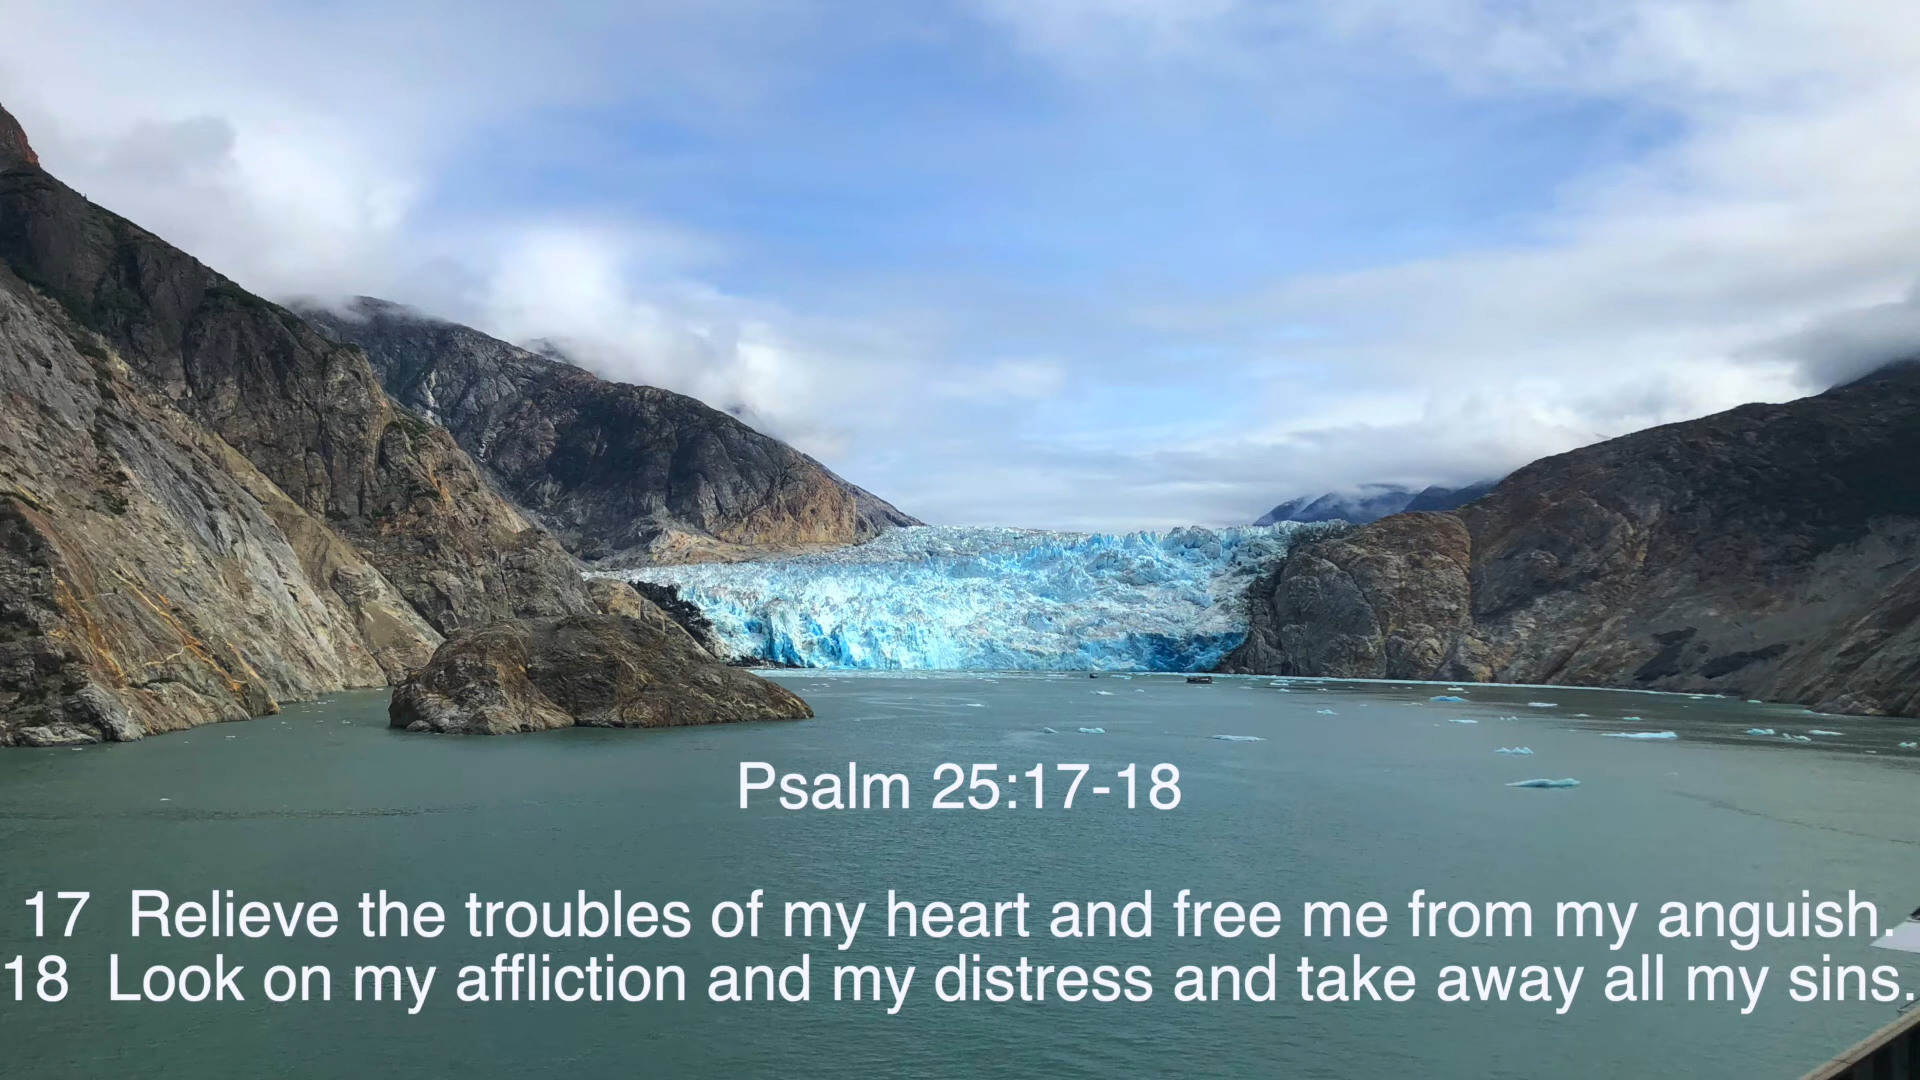 Psalm 25:17-18
17 Relieve the troubles of my heart and free me from my anguish.
18 Look on my affliction and my distress and take away all my sins.